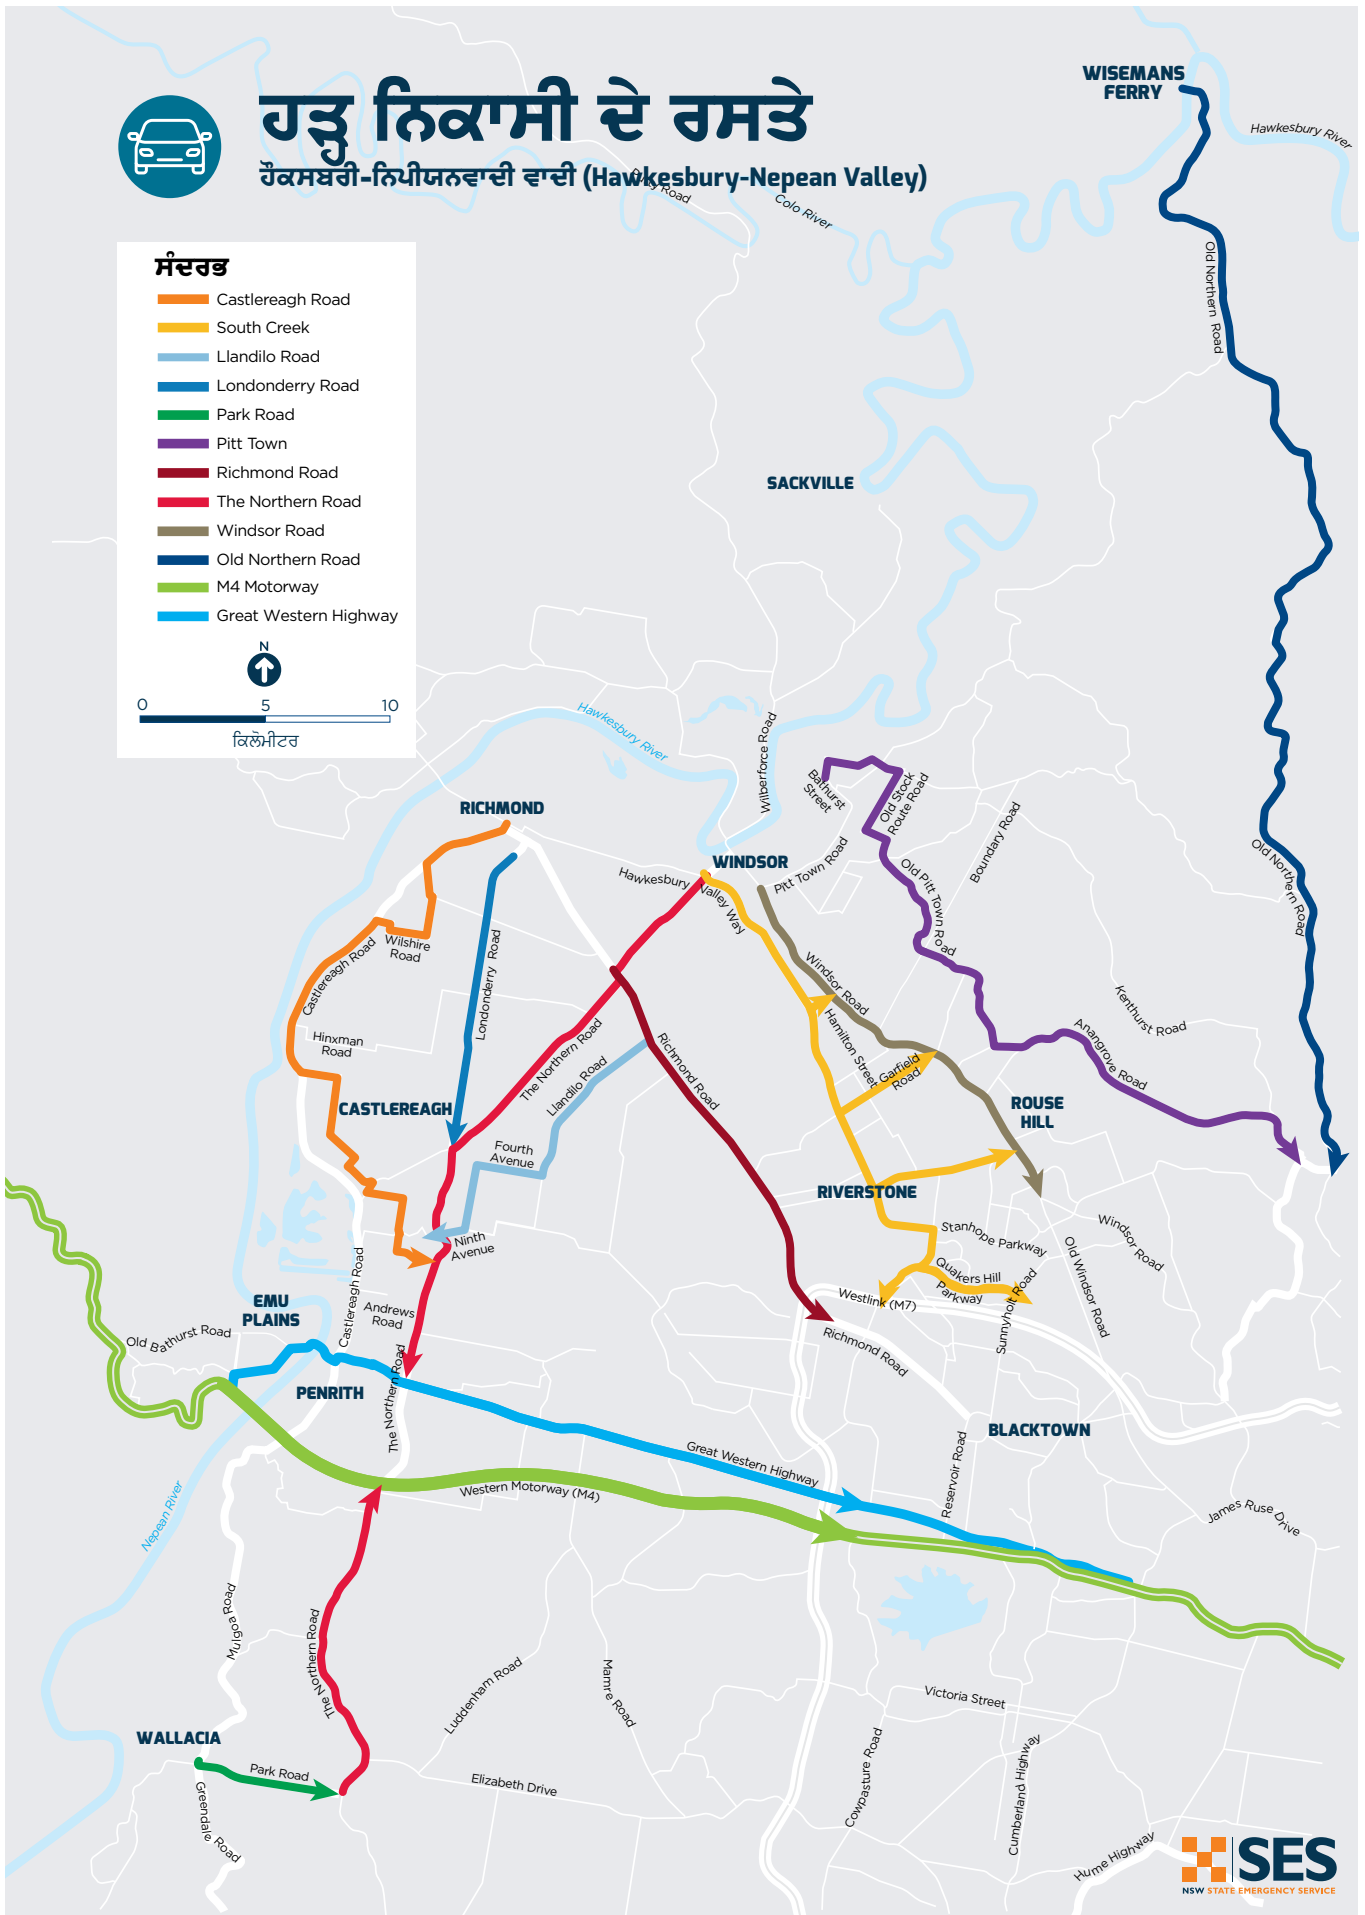 ਹੜ੍ਹ ਨਿਕਾਸੀ ਦੇ ਰਸਤੇ
ਹੌਕਸਬਰੀ-ਨਿਪੀਯਨਵਾਦੀ ਵਾਦੀ (Hawkesbury-Nepean Valley)
WISEMANS
FERRY
Hawkesbury River
Putty Road
Colo River
Old Northern Road
ਸੰਦਰਭ
Castlereagh Road
South Creek
Llandilo Road
Londonderry Road
Park Road
Pitt Town
Richmond Road
The Northern Road
Windsor Road
Old Northern Road
M4 Motorway
Great Western Highway
N
0 5 10
ਕਿਲੋਮੀਟਰ
SACKVILLE
Hawkesbury River
Wilberforce Road
Bathurst
Street
Old Stock
Route Road
RICHMOND
WINDSOR
Hawkesbury Valley Way
Pitt Town Road
Boundary Road
Old Pitt Town Road
Old Northern Road
Wilshire
Road
Castlereagh Road
Londonderry Road
Windsor Road
Kenthurst Road
Hinxman
Road
The Northern Road
Llandilo Road
Richmond Road
Hamilton Street
Garfield
Road
Anangrove Road
CASTLEREAGH
ROUSE
HILL
Fourth
Avenue
RIVERSTONE
Ninth
Avenue
Stanhope Parkway
Windsor Road
Old Windsor Road
Quakers Hill
Parkway
Sunnyholt Road
Castlereagh Road
EMU
PLAINS
Andrews
Road
Westlink (M7)
Old Bathurst Road
Richmond Road
PENRITH
The Northern Road
BLACKTOWN
Great Western Highway
Reservoir Road
Western Motorway (M4)
James Ruse Drive
Nepean River
Mulgoa Road
The Northern Road
Luddenham Road
Mamre Road
Victoria Street
WALLACIA
Park Road
Elizabeth Drive
Greendale Road
Cowpasture Road
Cumberland Highway
Hume Highway
SES
NSW STATE EMERGENCY SERVICE